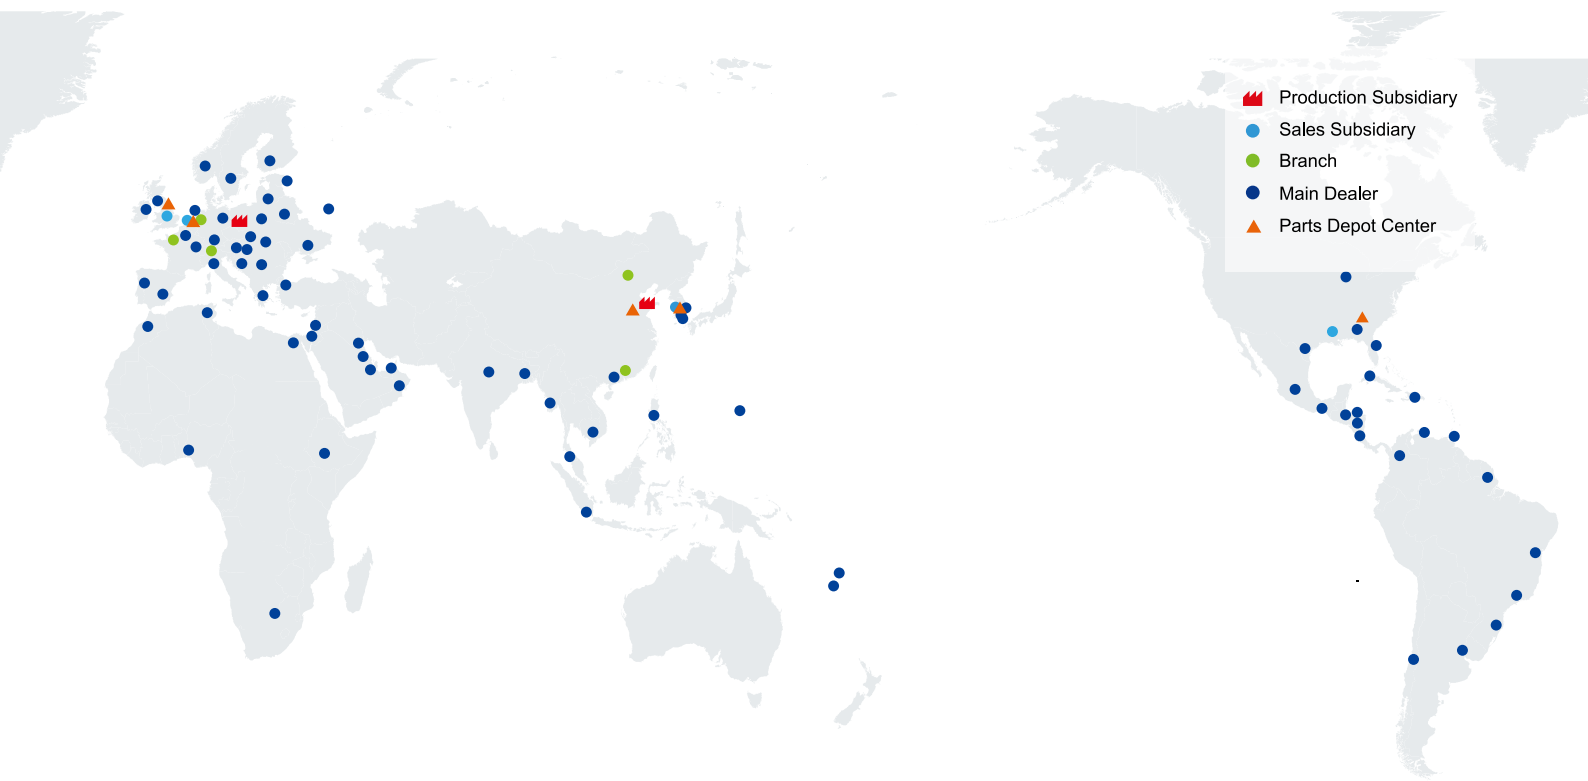 Production Subsidiary
Sales Subsidiary
Branch
Main Dealer
Parts Depot Center